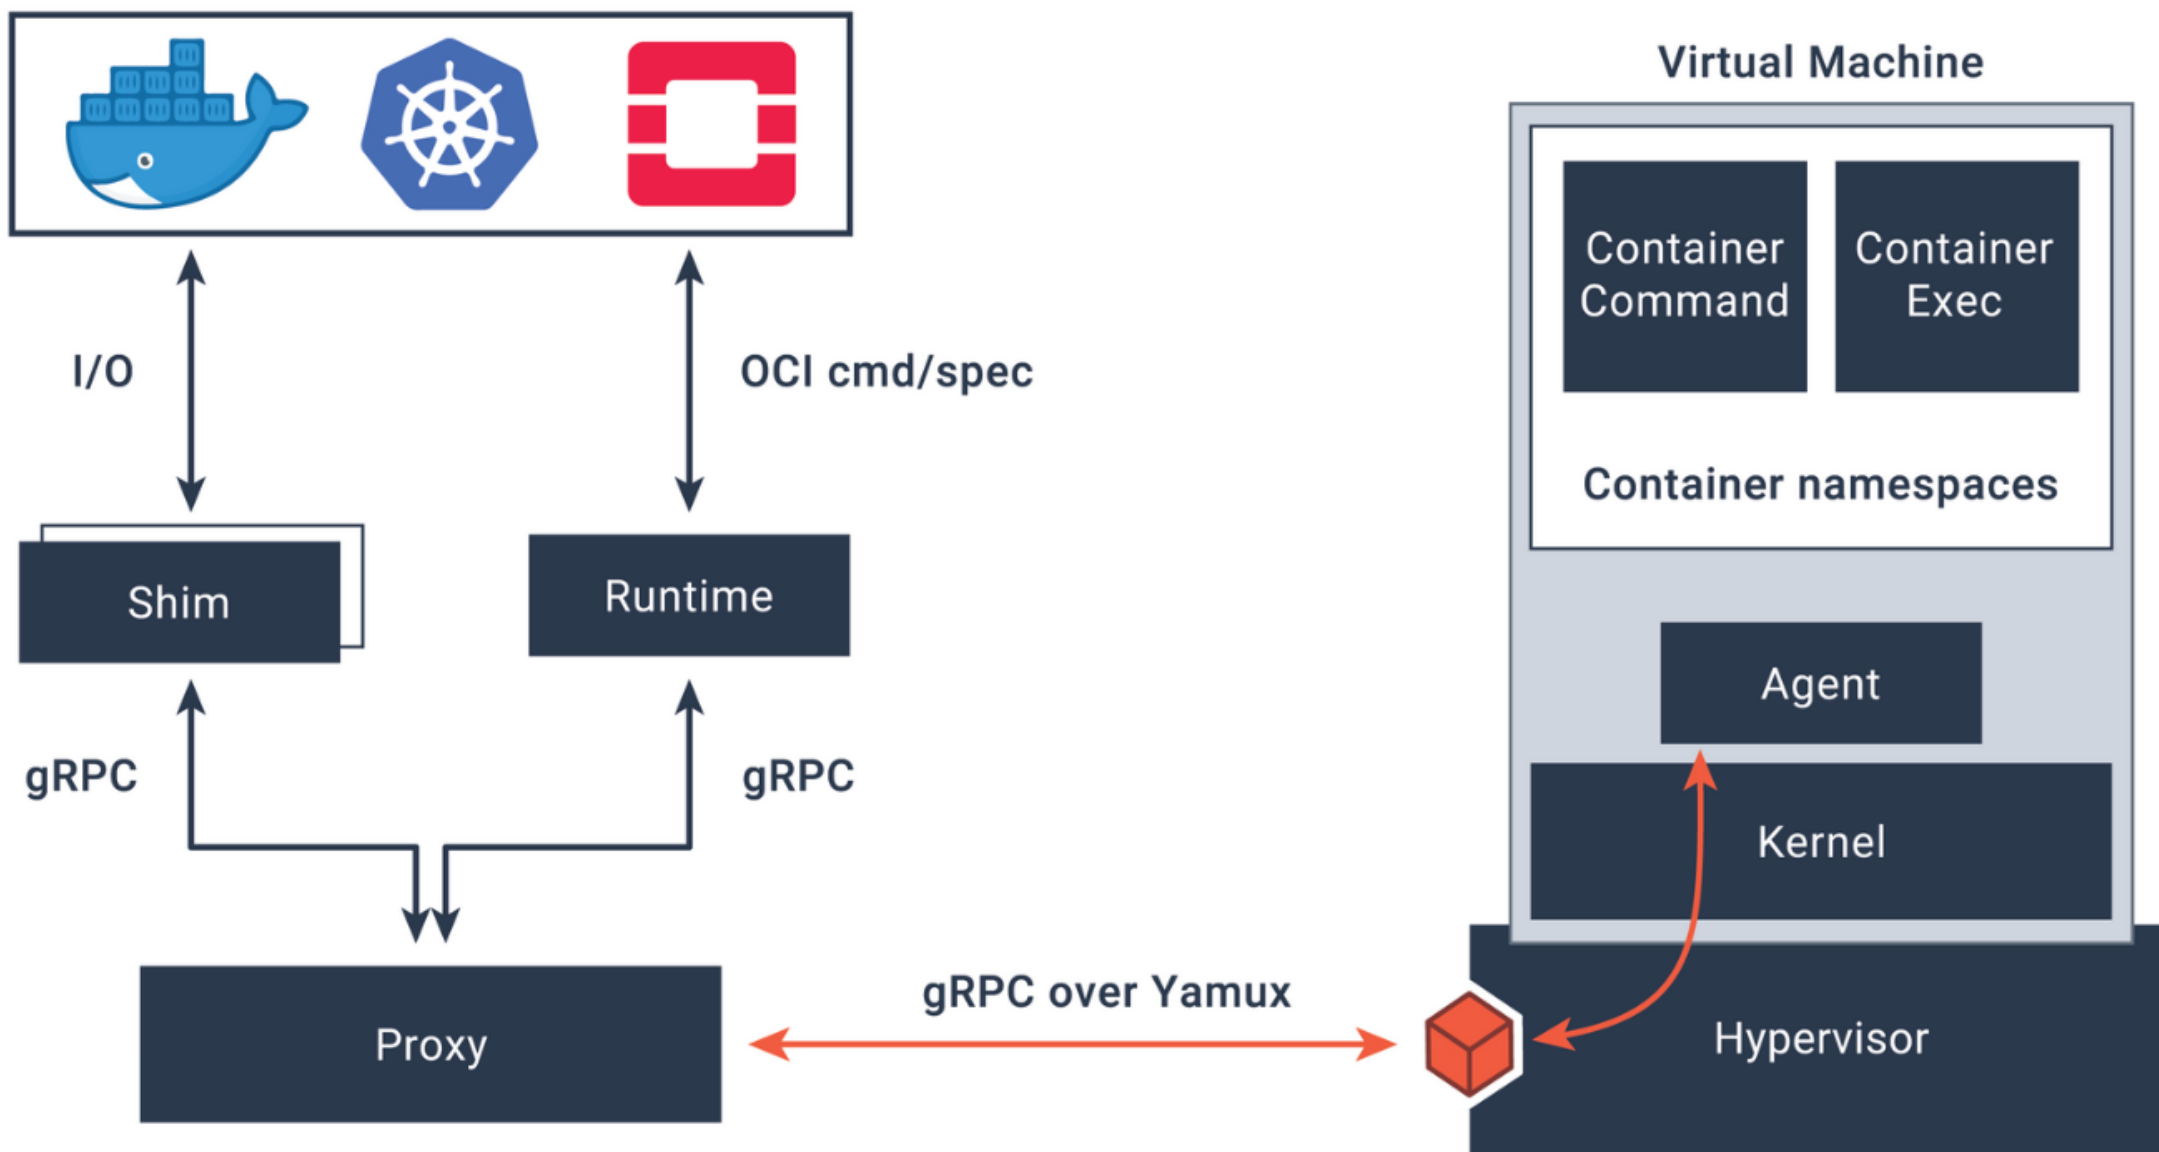 Virtual Machine
Container
Command
Container
Exec
I/O
OCI cmd/spec
Container namespaces
Shim
Runtime
Agent
gRPC
gRPC
Kernel
gRPC over Yamux
Proxy
Hypervisor